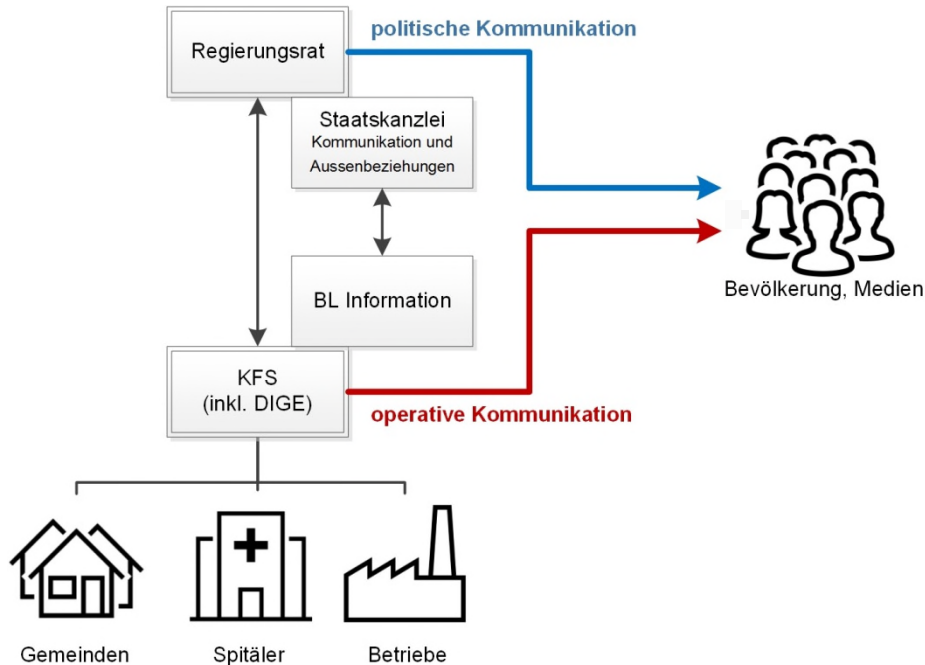 politische Kommunikation
Regierungsrat
Staatskanzlei
Kommunikation und
Aussenbeziehungen
BL Information
Bevölkerung, Medien
KFS
(inkl. DIGE)
operative Kommunikation
Gemeinden
Spitäler
Betriebe